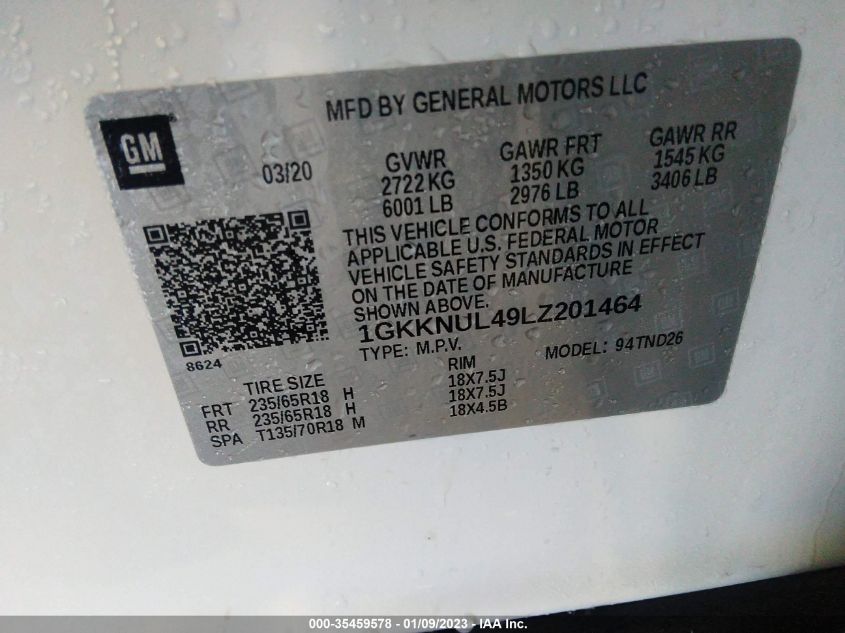 MFD BY GENERAL MOTORS LLC
GM
03/20
GVWR
2722 KG
6001 LB
GAWR FRT
1350 KG
2976 LB
GAWR RR
1545 KG
3406 LB
THIS VEHICLE CONFORMS TO ALL
APPLICABLE U.S. FEDERAL MOTOR
VEHICLE SAFETY STANDARDS IN EFFECT
ON THE DATE OF MANUFACTURE
SHOWN ABOVE.
1GKKNUL49LZ201464
TYPE: M.P.V. MODEL: 94TND26
8624
TIRE SIZE RIM
FRT 235/65R18 H 18X7.5J
RR 235/65R18 H 18X7.5J
SPA T135/70R18 M 18X4.5B
000-35459578 - 01/09/2023 - IAA Inc.